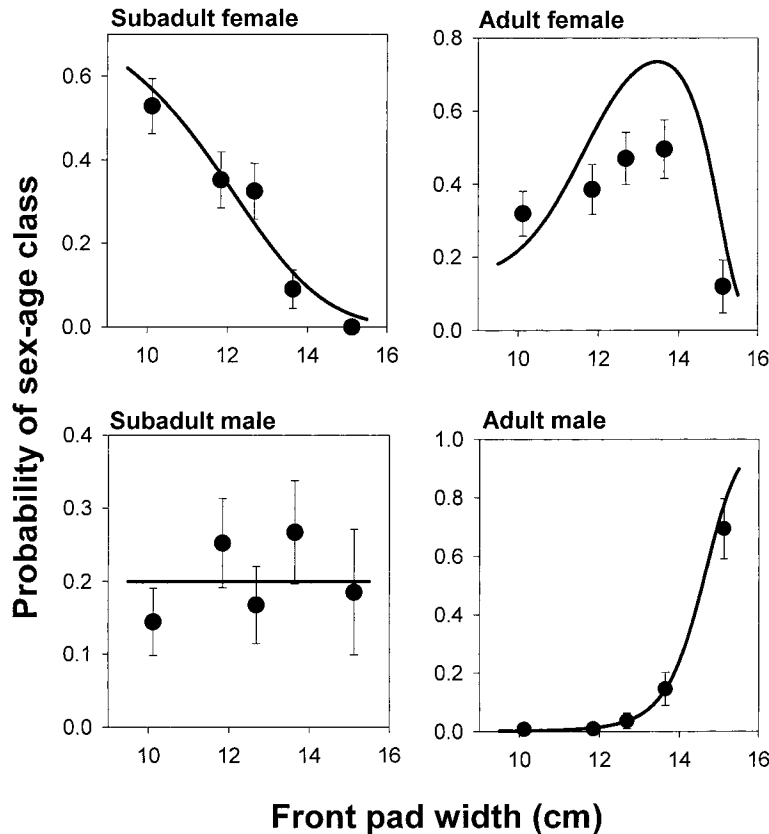 Subadult female
0.6
0.4
0.2
0.0
10 12 14 16
Adult female
0.8
0.6
0.4
0.2
0.0
10 12 14 16
Subadult male
0.4
0.3
0.2
0.1
0.0
10 12 14 16
Adult male
1.0
0.8
0.6
0.4
0.2
0.0
10 12 14 16
Probability of sex-age class
Front pad width (cm)